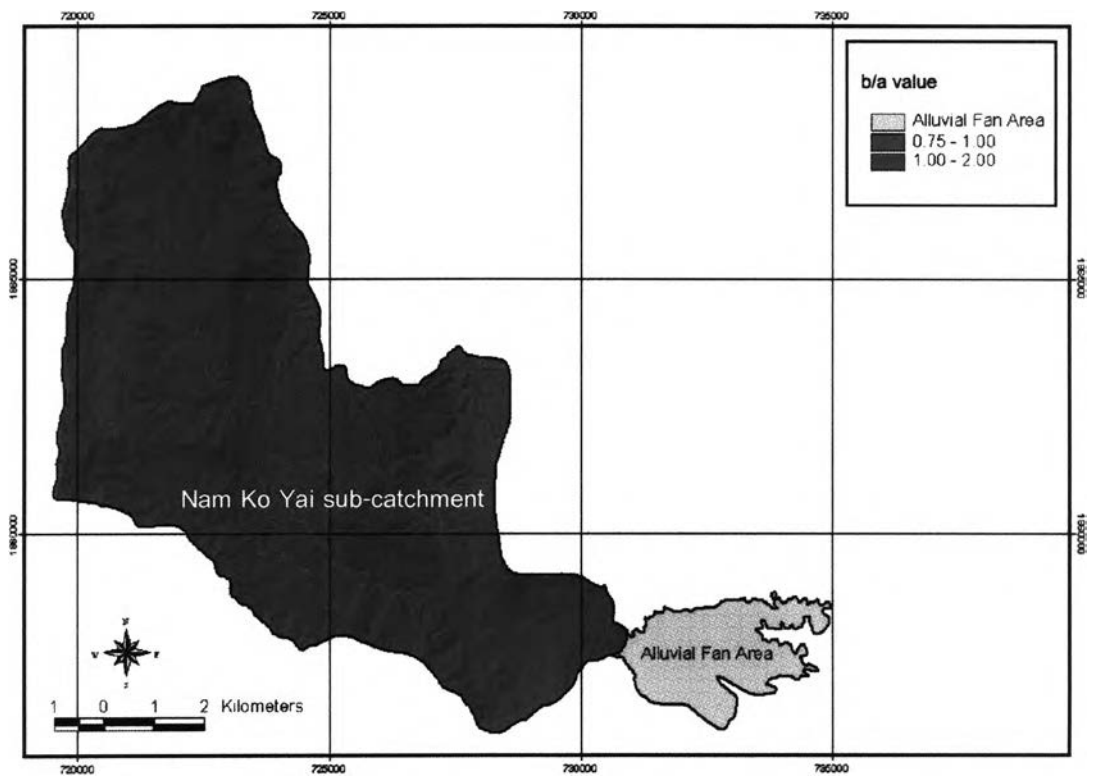 720000 725000 730000 735000
b/a value
Alluvial Fan Area
0.75 - 1.00
1.00 - 2.00
Nam Ko Yai sub-catchment
Alluvial Fan Area
1 0 1 2 Kilometers
720000 725000 730000 735000